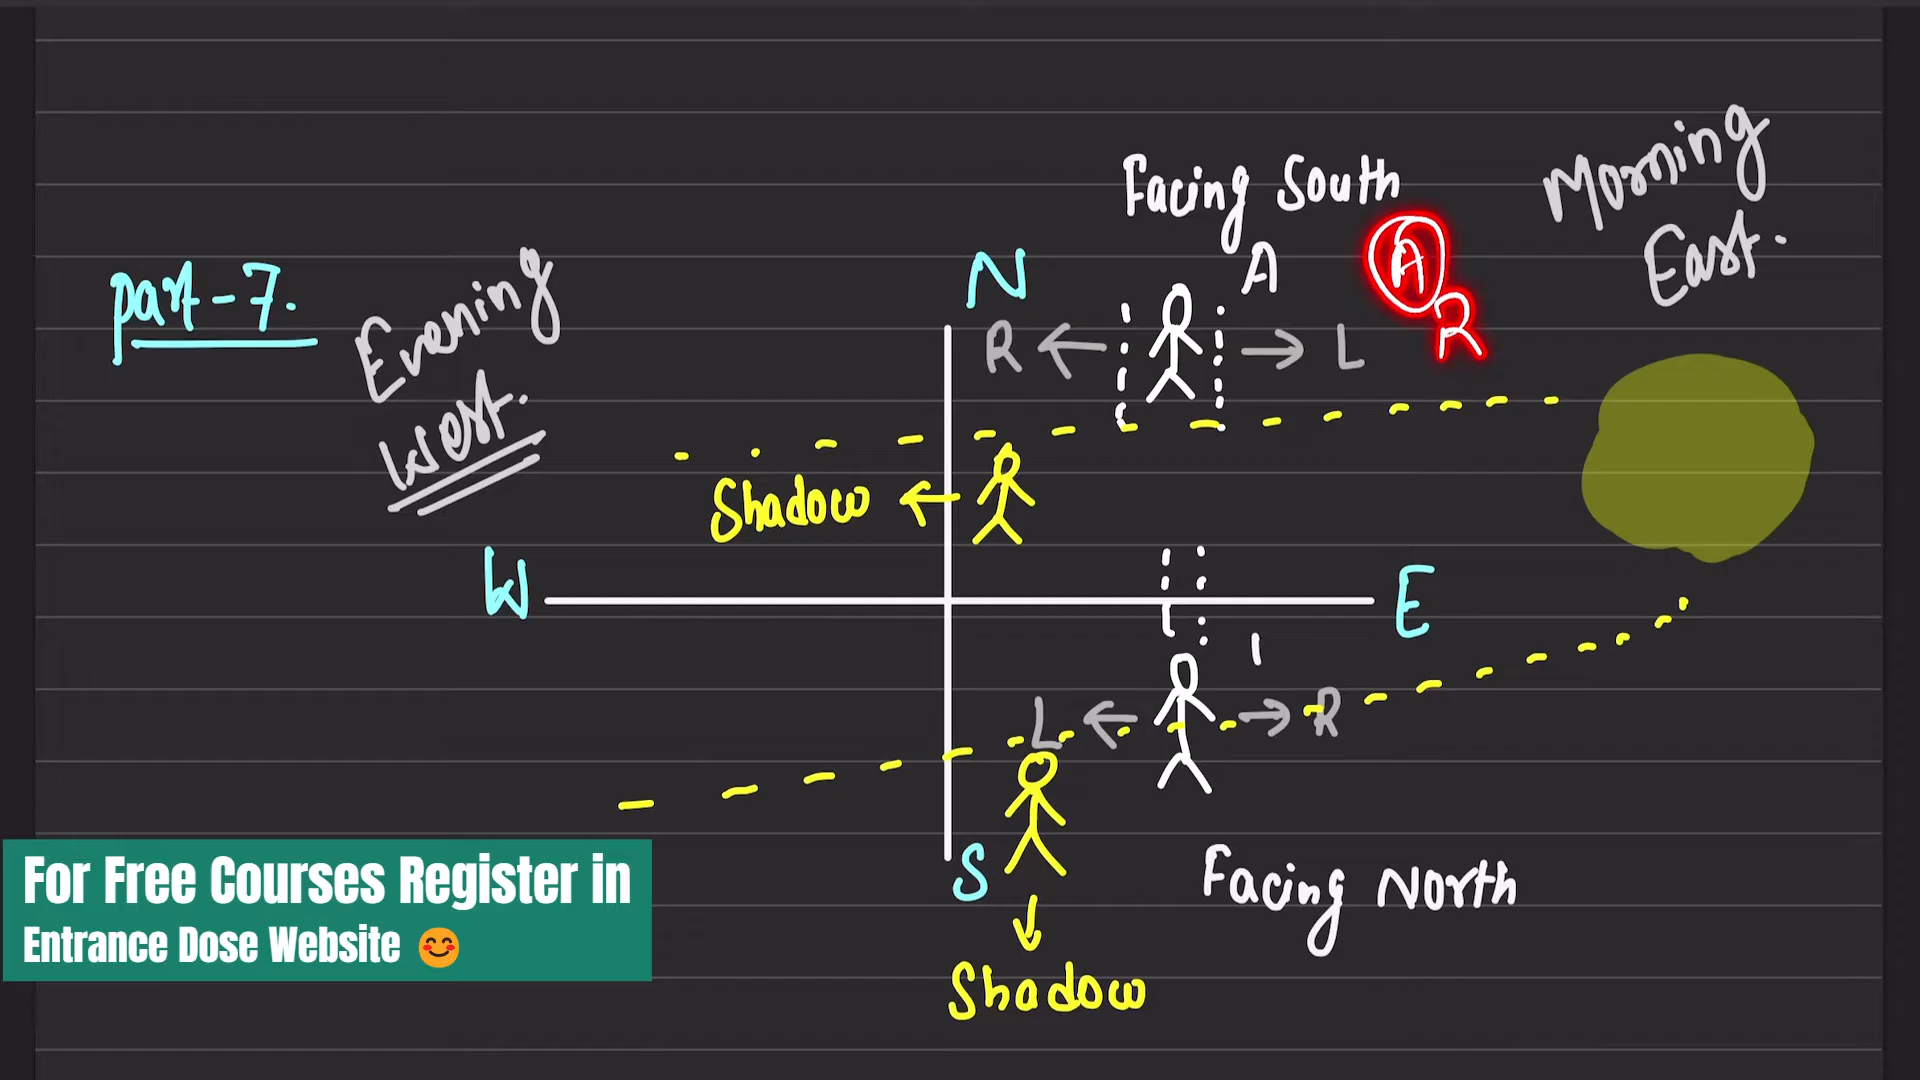 part-7.
Evening
West.
Facing South
Morning
East.
N
A
A
R
R
L
Shadow
W
E
1
L
R
S
Facing North
Shadow
For Free Courses Register in
Entrance Dose Website 😊